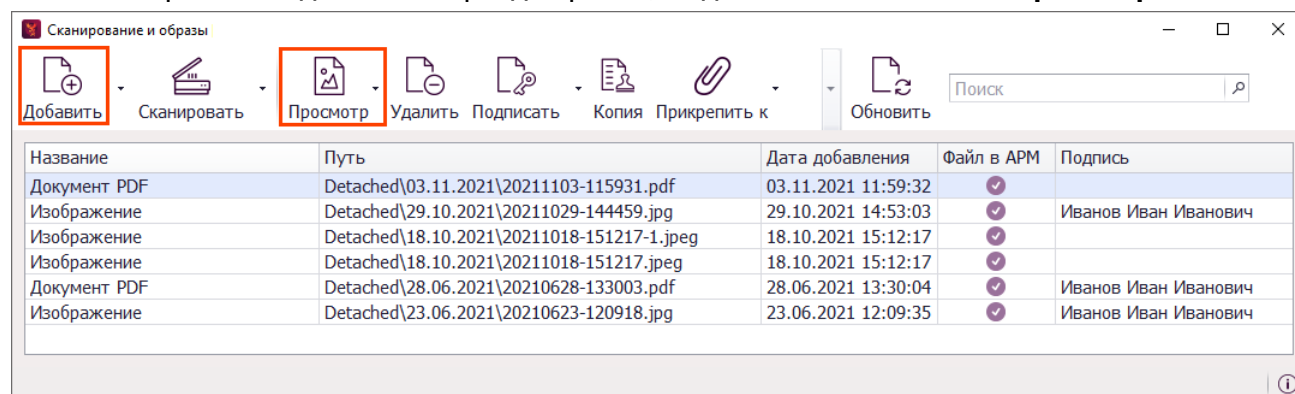 Сканирование и образы
Добавить Сканировать Просмотр Удалить Подписать Копия Прикрепить к Обновить Поиск
Название Путь Дата добавления Файл в АРМ Подпись
Документ PDF Detached\03.11.2021\20211103-115931.pdf 03.11.2021 11:59:32
Изображение Detached\29.10.2021\20211029-144459.jpg 29.10.2021 14:53:03 Иванов Иван Иванович
Изображение Detached\18.10.2021\20211018-151217-1.jpeg 18.10.2021 15:12:17
Изображение Detached\18.10.2021\20211018-151217.jpeg 18.10.2021 15:12:17
Документ PDF Detached\28.06.2021\20210628-133003.pdf 28.06.2021 13:30:04 Иванов Иван Иванович
Изображение Detached\23.06.2021\20210623-120918.jpg 23.06.2021 12:09:35 Иванов Иван Иванович